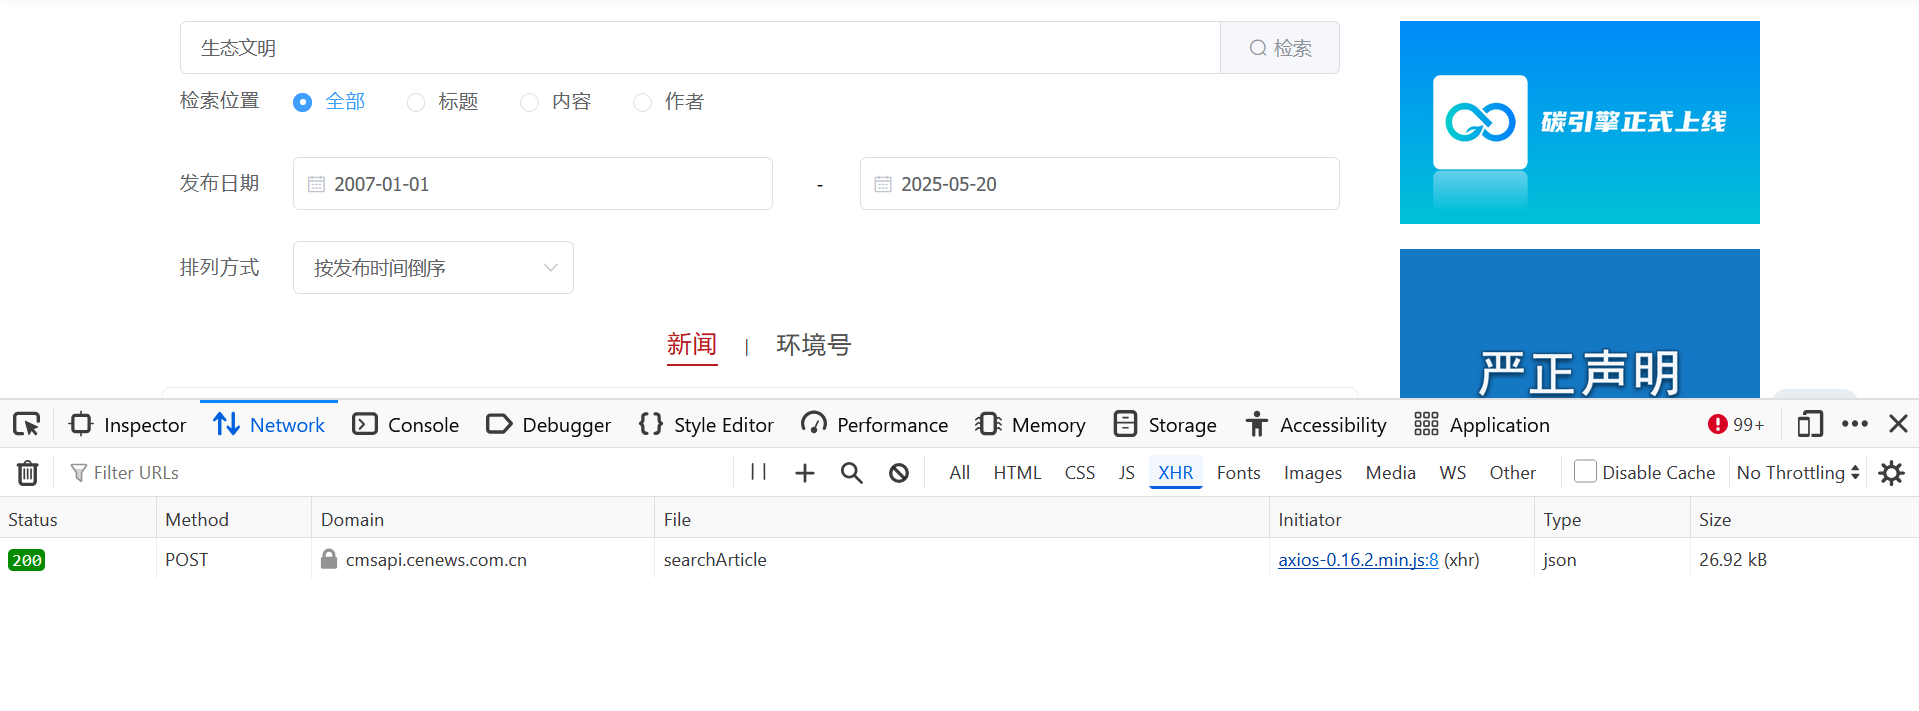 生态文明
检索
检索位置 全部 标题 内容 作者
发布日期 2007-01-01 - 2025-05-20
排列方式 按发布时间倒序
新闻 | 环境号
碳引擎正式上线
严正声明
Inspector Network Console Debugger Style Editor Performance Memory Storage Accessibility Application 99+
Filter URLs All HTML CSS JS XHR Fonts Images Media WS Other Disable Cache No Throttling
Status Method Domain File Initiator Type Size
200 POST cmsapi.cenews.com.cn searchArticle axios-0.16.2.min.js:8 (xhr) json 26.92 kB